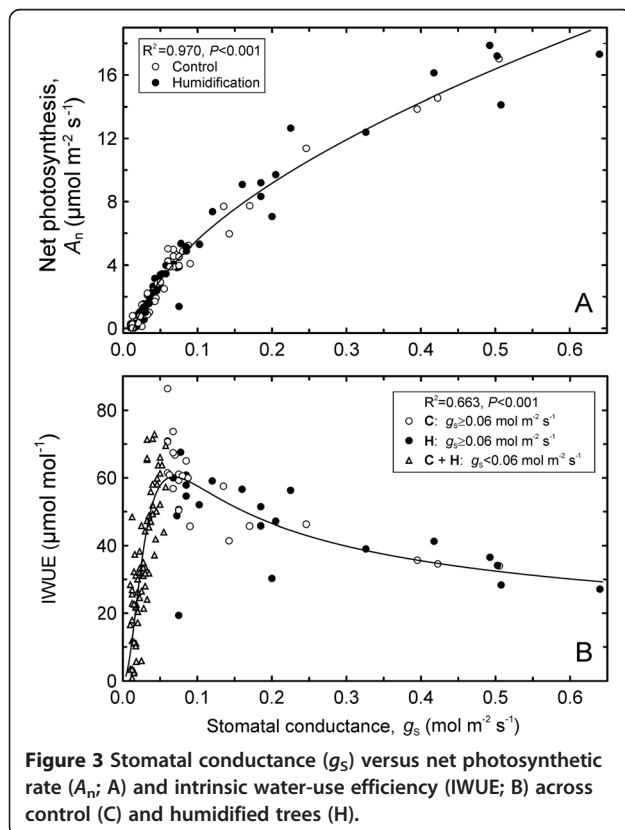 R²=0.970, P<0.001
Control
Humidification
Net photosynthesis,
Aₙ (µmol m⁻² s⁻¹)
16
12
8
4
0
A
0.0 0.1 0.2 0.3 0.4 0.5 0.6
R²=0.663, P<0.001
C: gₛ≥0.06 mol m⁻² s⁻¹
H: gₛ≥0.06 mol m⁻² s⁻¹
C + H: gₛ<0.06 mol m⁻² s⁻¹
IWUE (µmol mol⁻¹)
80
60
40
20
0
B
0.0 0.1 0.2 0.3 0.4 0.5 0.6
Stomatal conductance, gₛ (mol m⁻² s⁻¹)
Figure 3 Stomatal conductance (gₛ) versus net photosynthetic
rate (Aₙ; A) and intrinsic water-use efficiency (IWUE; B) across
control (C) and humidified trees (H).